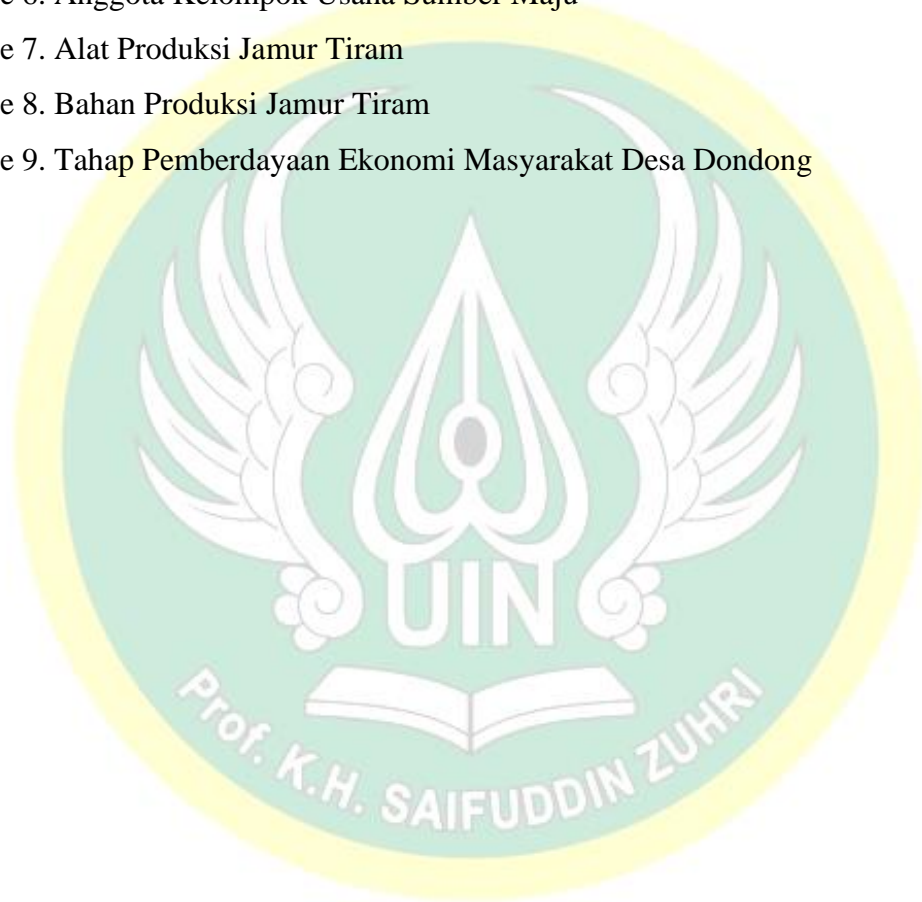 e 6. Anggota Kelompok Usaha Sumber Maju
e 7. Alat Produksi Jamur Tiram
e 8. Bahan Produksi Jamur Tiram
e 9. Tahap Pemberdayaan Ekonomi Masyarakat Desa Dondong
UIN
Prof. K.H. SAIFUDDIN ZUHRI